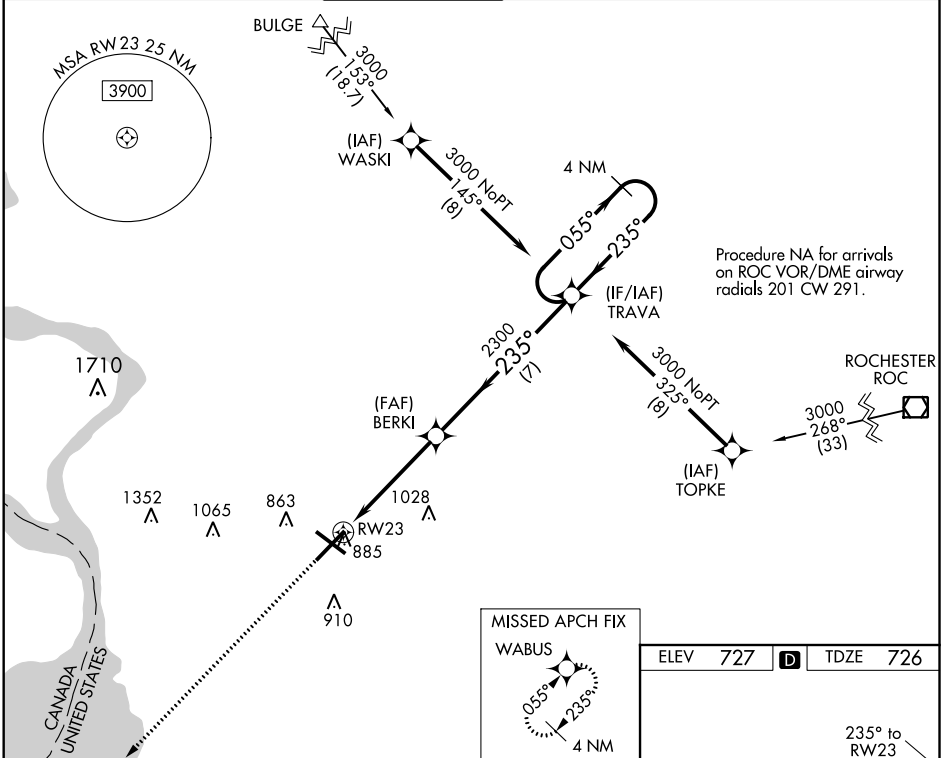 BULGE
MSA RW23 25 NM
3900
3000
153°
(18.7)
(IAF)
WASKI
3000 NoPT
145°
(8)
4 NM
055°
235°
(IF/IAF)
TRAVA
Procedure NA for arrivals
on ROC VOR/DME airway
radials 201 CW 291.
2300
235°
(7)
3000 NoPT
325°
(8)
ROCHESTER
ROC
3000
268°
(33)
(IAF)
TOPKE
1710
(FAF)
BERKI
1352
1065
863
1028
RW23
885
910
CANADA
UNITED STATES
MISSED APCH FIX
WABUS
055°
235°
4 NM
ELEV 727 D TDZE 726
235° to
RW23